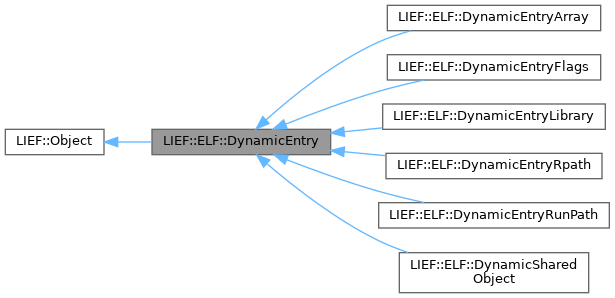 LIEF::ELF::DynamicEntryArray
LIEF::ELF::DynamicEntryFlags
LIEF::ELF::DynamicEntryLibrary
LIEF::Object
LIEF::ELF::DynamicEntry
LIEF::ELF::DynamicEntryRpath
LIEF::ELF::DynamicEntryRunPath
LIEF::ELF::DynamicShared
Object